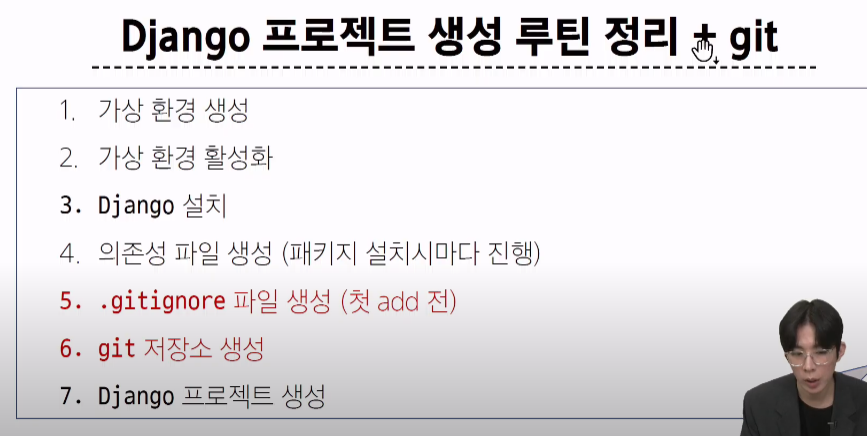 Django 프로젝트 생성 루틴 정리 + git
1. 가상 환경 생성
2. 가상 환경 활성화
3. Django 설치
4. 의존성 파일 생성 (패키지 설치시마다 진행)
5. .gitignore 파일 생성 (첫 add 전)
6. git 저장소 생성
7. Django 프로젝트 생성